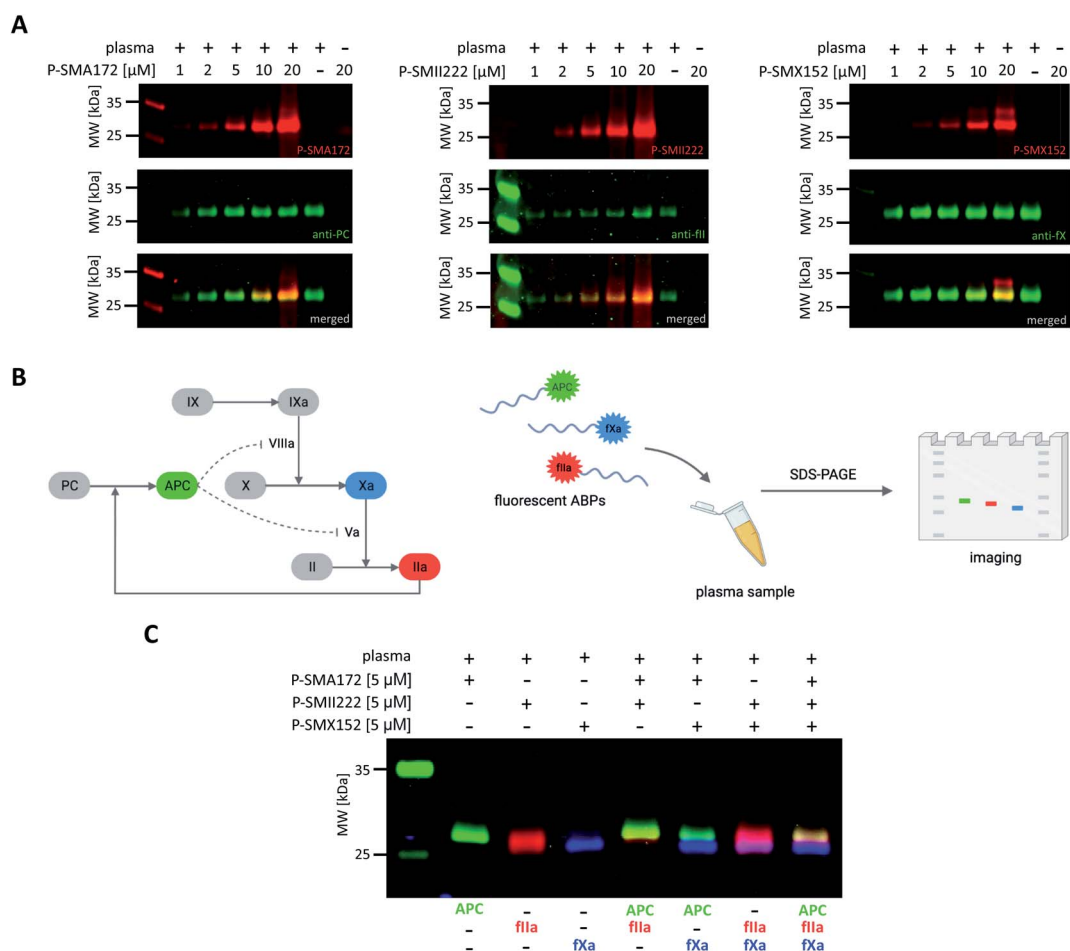 A
plasma + + + + + + –
P-SMA172 [μM] 1 2 5 10 20 – 20
MW [kDa] 35 25 P-SMA172
MW [kDa] 35 25 anti-PC
MW [kDa] 35 25 merged
plasma + + + + + + –
P-SMII222 [μM] 1 2 5 10 20 – 20
MW [kDa] 35 25 P-SMII222
MW [kDa] 35 25 anti-fII
MW [kDa] 35 25 merged
plasma + + + + + + –
P-SMX152 [μM] 1 2 5 10 20 – 20
MW [kDa] 35 25 P-SMX152
MW [kDa] 35 25 anti-fX
MW [kDa] 35 25 merged
B
IX IXa
VIIIa
PC APC X Xa
Va
II IIa
APC
fXa
fIIa
fluorescent ABPs
SDS-PAGE
plasma sample
imaging
C
plasma + + + + + + +
P-SMA172 [5 μM] + – – + + – +
P-SMII222 [5 μM] – + – + – + +
P-SMX152 [5 μM] – – + – + + +
MW [kDa] 35 25
APC – – APC APC – APC
– fIIa – fIIa – fIIa fIIa
– – fXa – fXa fXa fXa